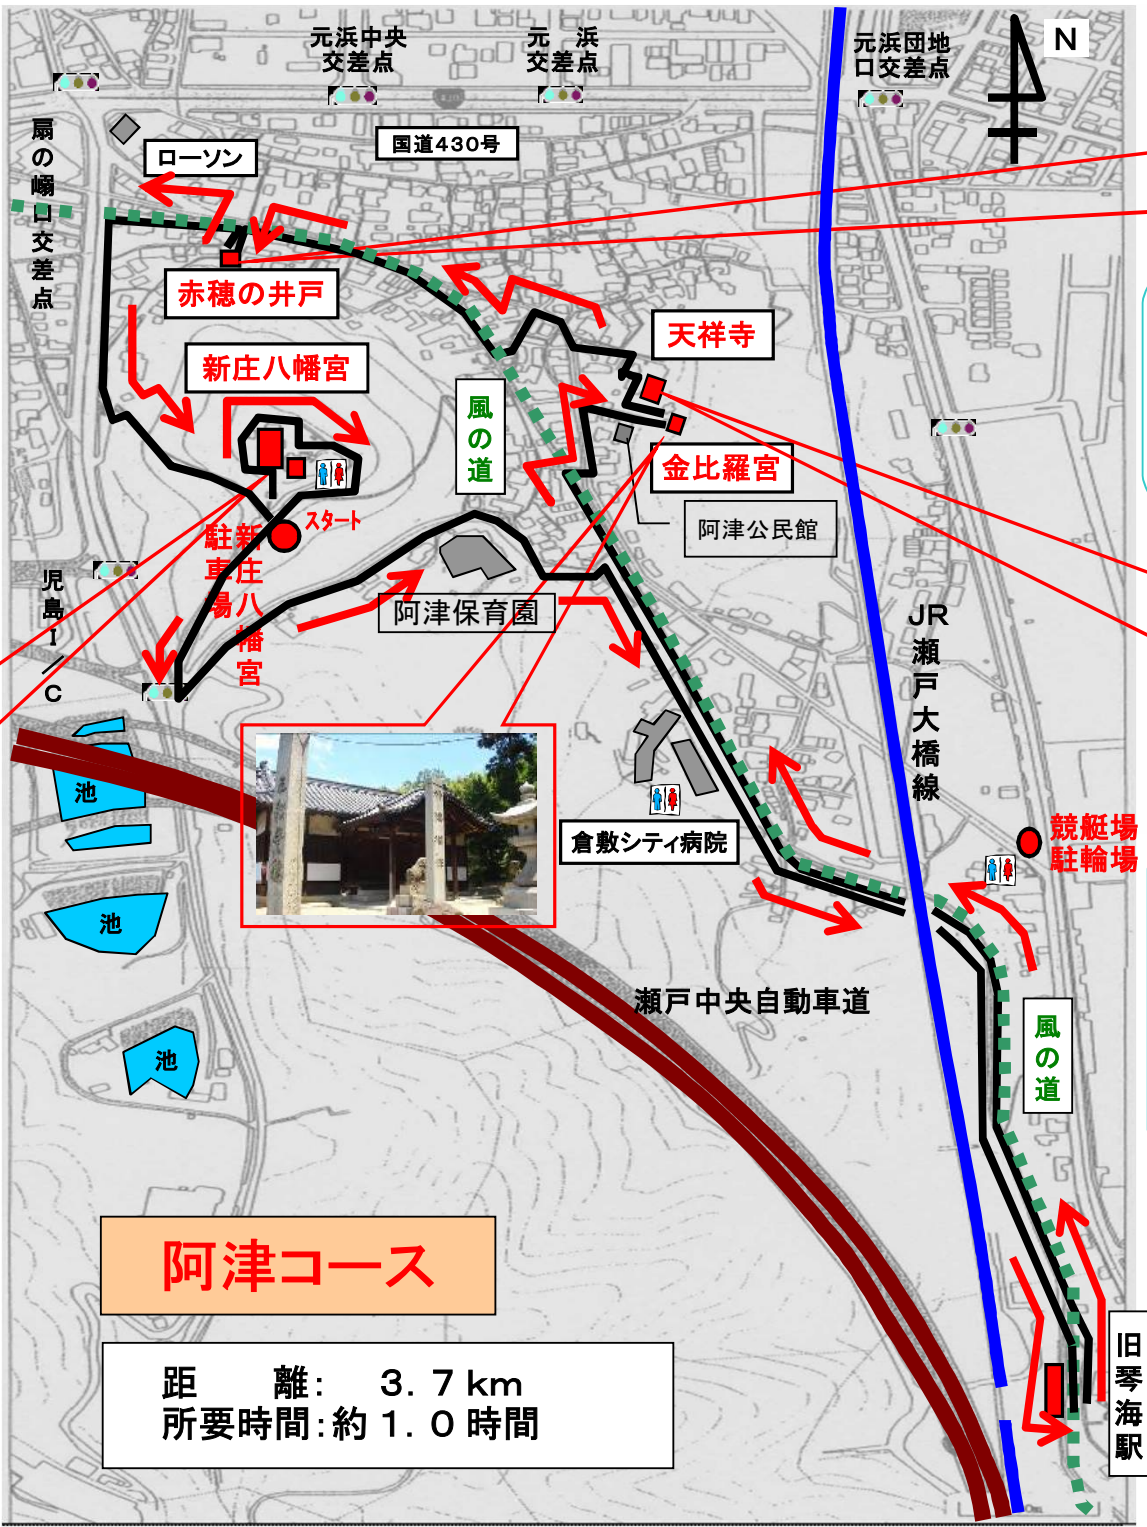 元浜中央
交差点
元　浜
交差点
元浜団地
口交差点
N
扇の嵶口交差点
ローソン
国道430号
赤穂の井戸
天祥寺
新庄八幡宮
風の道
金比羅宮
阿津公民館
スタート
新庄八幡宮
駐車場
児島I/C
阿津保育園
JR瀬戸大橋線
池
池
池
倉敷シティ病院
競艇場
駐輪場
瀬戸中央自動車道
風の道
阿津コース
距　　離:　3.7km
所要時間:約1.0時間
旧琴海駅